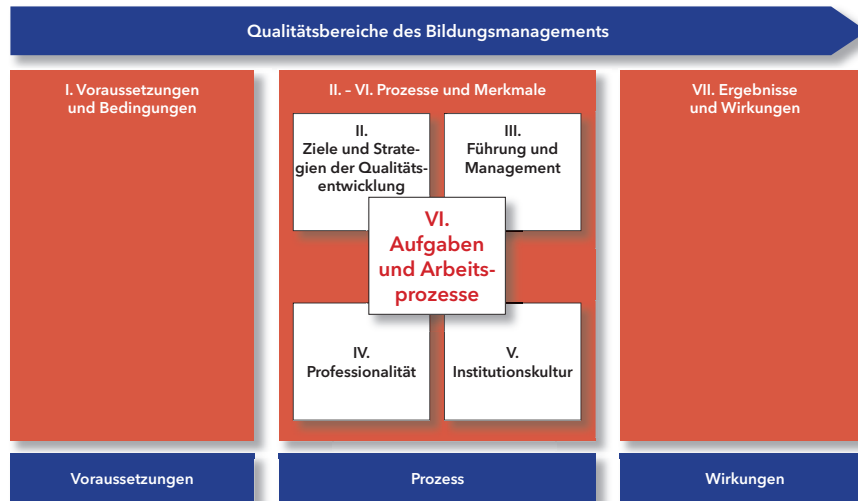 Qualitätsbereiche des Bildungsmanagements
I. Voraussetzungen
und Bedingungen
II. – VI. Prozesse und Merkmale
II.
Ziele und Strate-
gien der Qualitäts-
entwicklung
III.
Führung und
Management
VI.
Aufgaben
und Arbeits-
prozesse
IV.
Professionalität
V.
Institutionskultur
VII. Ergebnisse
und Wirkungen
Voraussetzungen
Prozess
Wirkungen